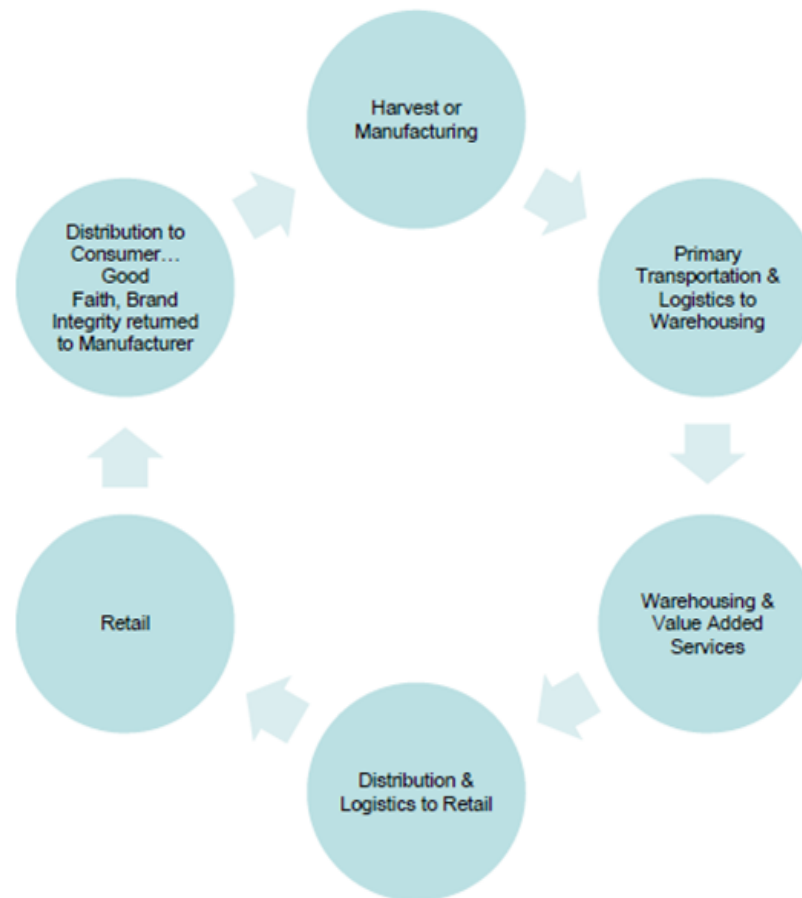 Harvest or
Manufacturing
Primary
Transportation &
Logistics to
Warehousing
Warehousing &
Value Added
Services
Distribution &
Logistics to Retail
Retail
Distribution to
Consumer…
Good
Faith, Brand
Integrity returned
to Manufacturer